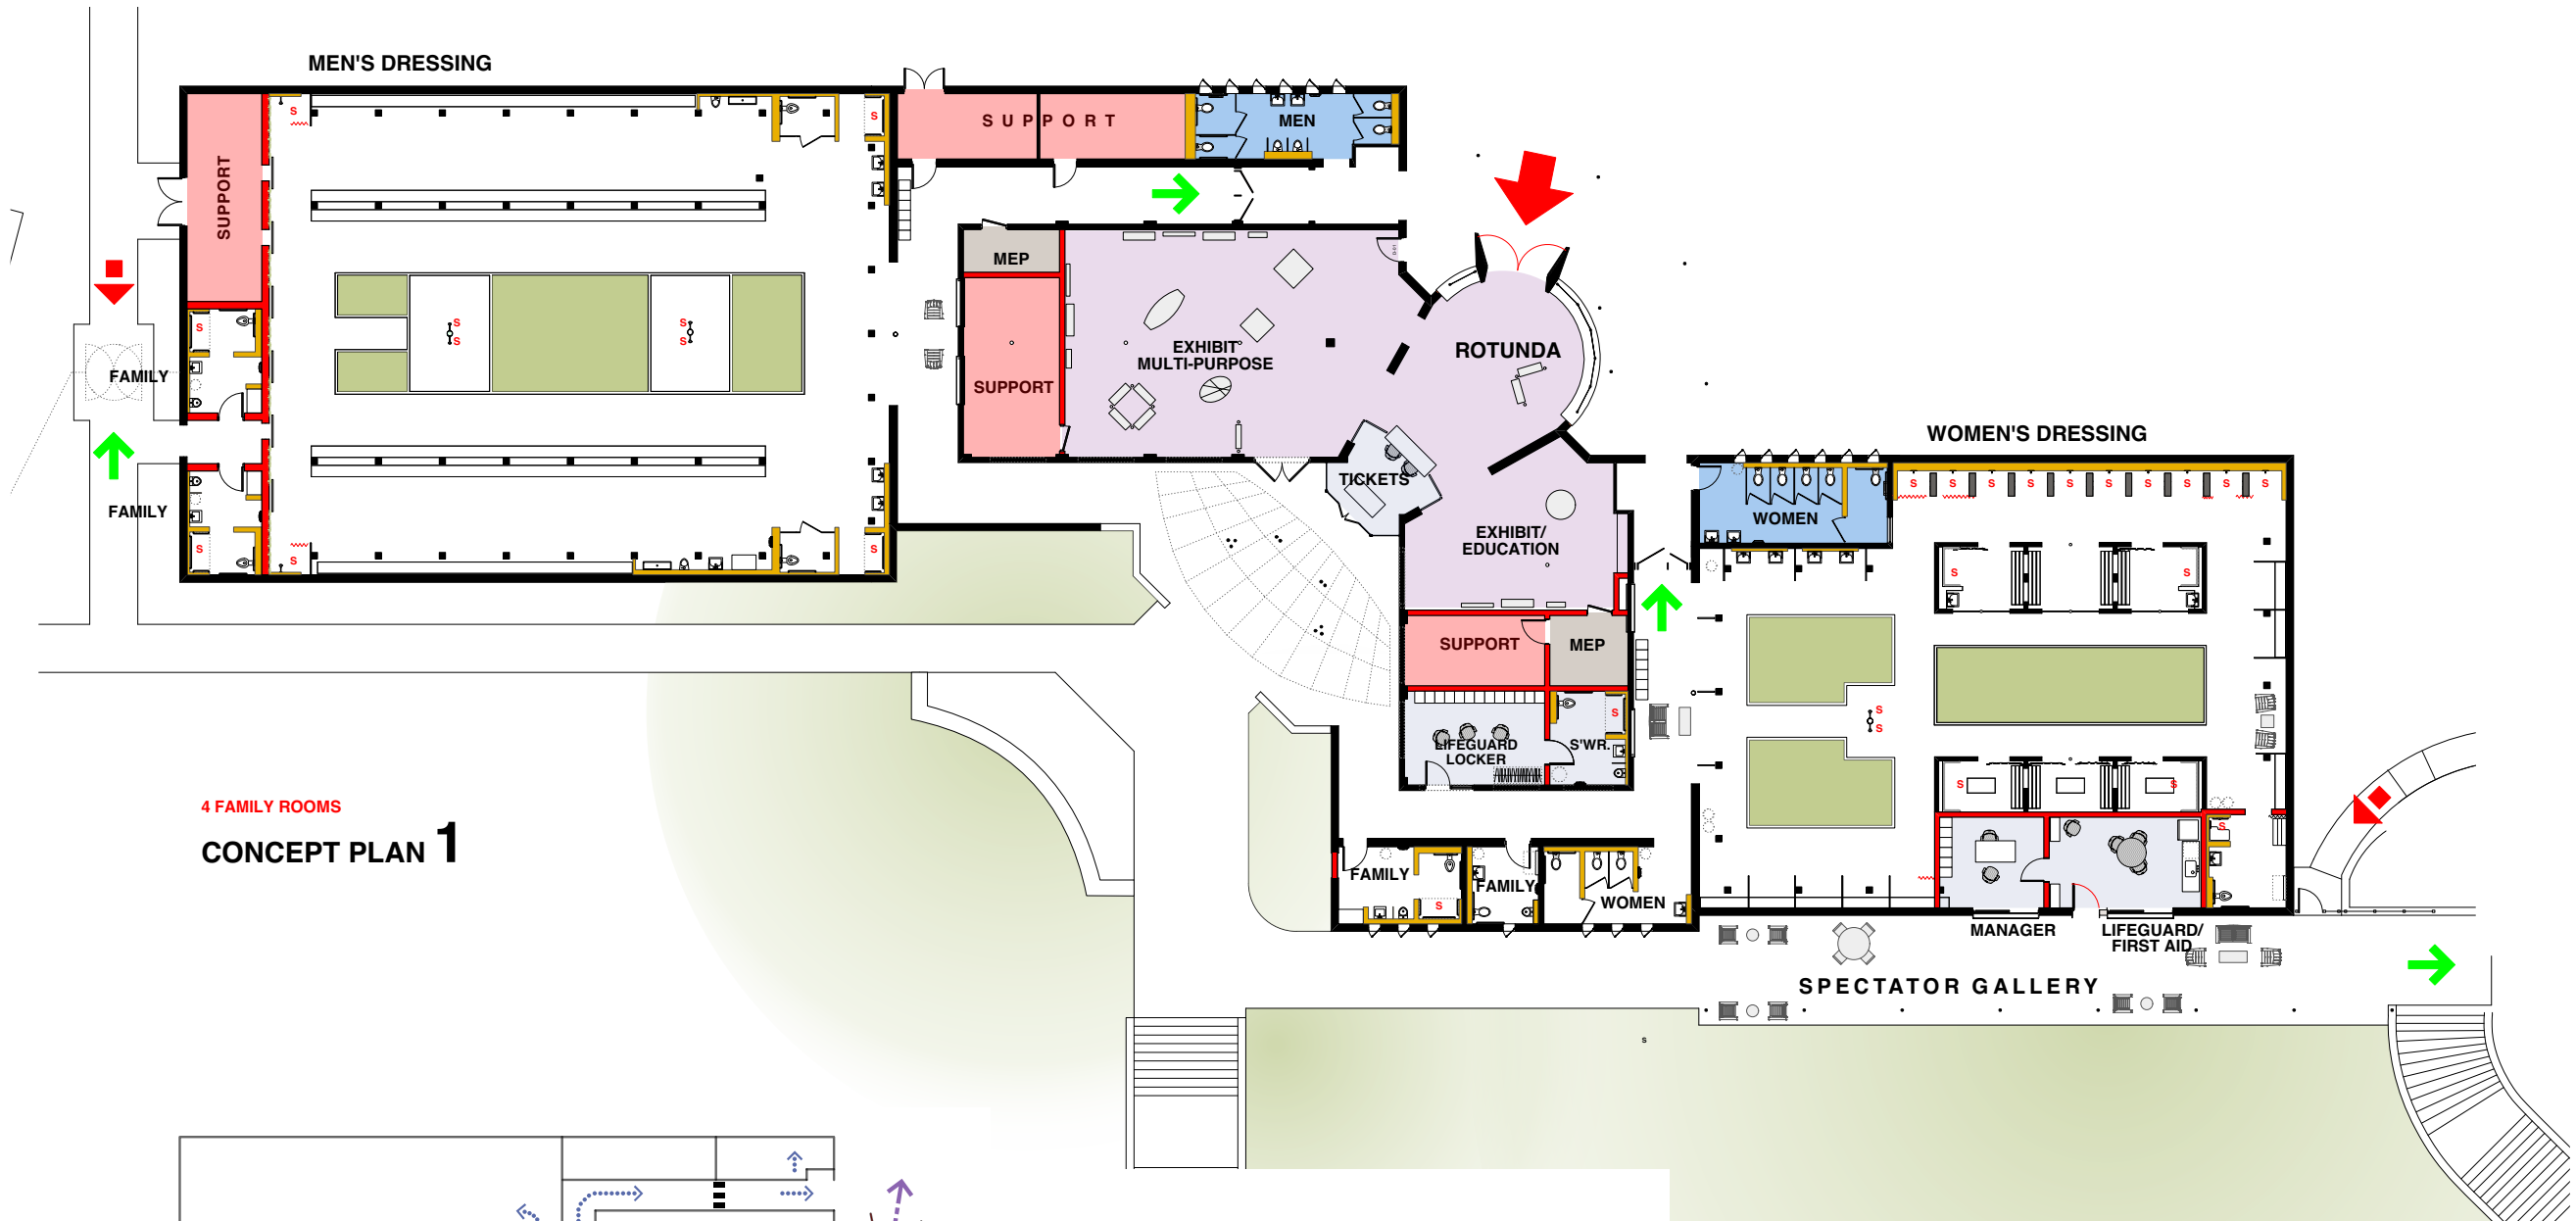 MEN'S DRESSING
S
S
SUPPORT
MEN
SUPPORT
MEP
S
S
S
S
S
EXHIBIT
MULTI-PURPOSE
ROTUNDA
FAMILY
SUPPORT
WOMEN'S DRESSING
TICKETS
S
S
S
S
S
S
S
S
S
S
FAMILY
WOMEN
EXHIBIT/
EDUCATION
S
S
S
S
S
SUPPORT
MEP
S
S
S
LIFEGUARD
LOCKER
S'WR.
S
S
4 FAMILY ROOMS
CONCEPT PLAN 1
S
FAMILY
FAMILY
WOMEN
S
MANAGER
LIFEGUARD/
FIRST AID
SPECTATOR GALLERY
S